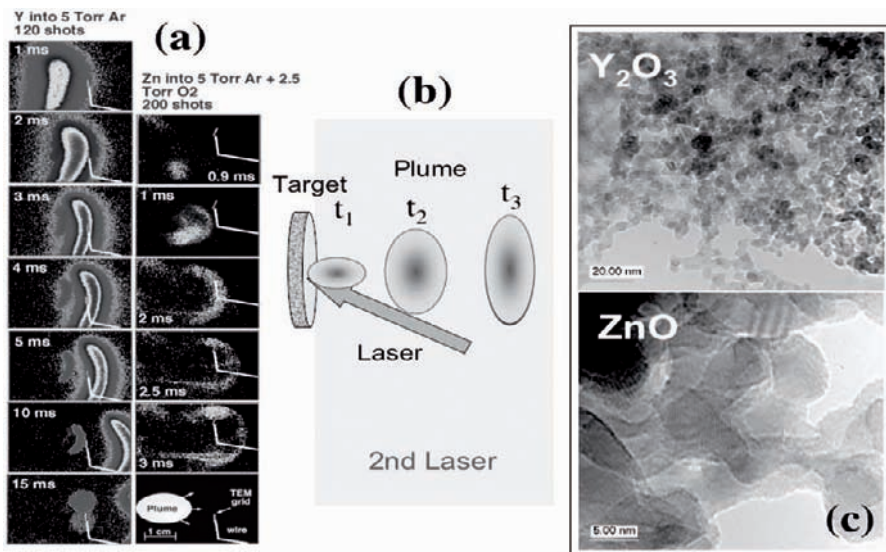 Y into 5 Torr Ar
120 shots
(a)
1 ms
2 ms
3 ms
4 ms
5 ms
10 ms
15 ms
Zn into 5 Torr Ar + 2.5
Torr O2
200 shots
0.9 ms
1 ms
2 ms
2.5 ms
3 ms
Plume
1 cm
TEM
grid
wire
(b)
Target
Plume
t₁
t₂
t₃
Laser
2nd Laser
Y₂O₃
20.00 nm
ZnO
5.00 nm
(c)